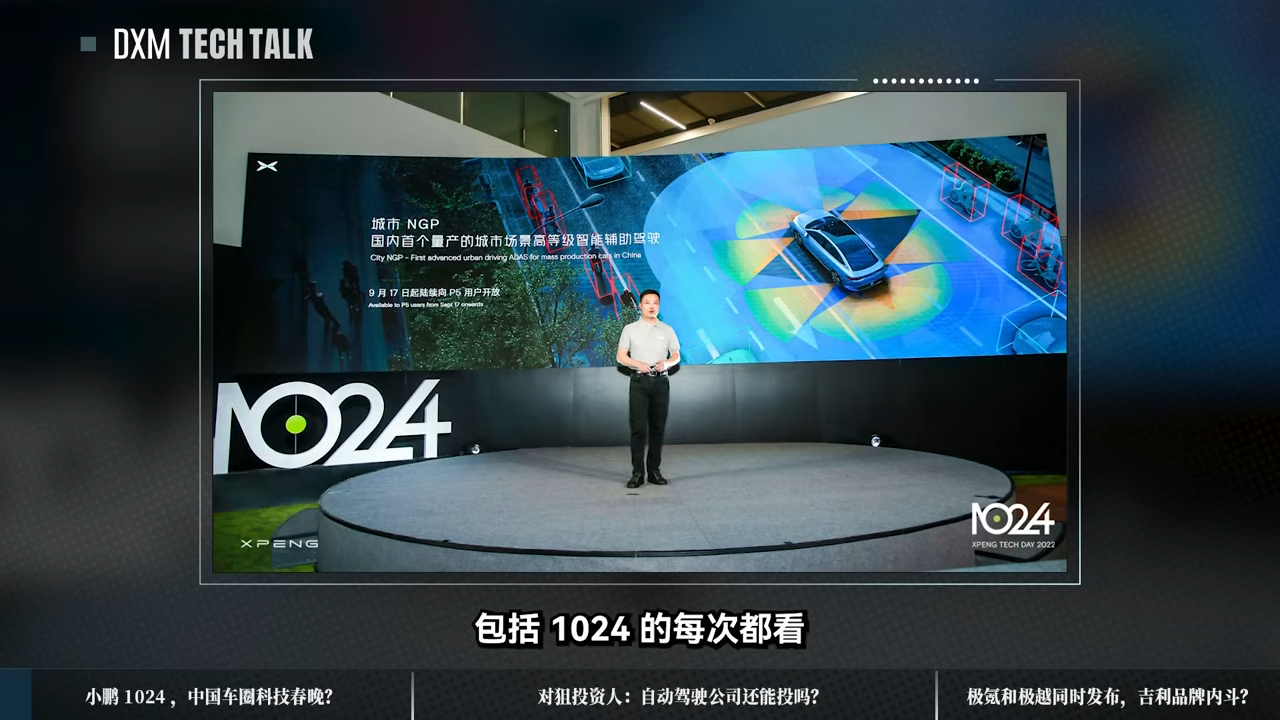 DXM TECH TALK
城市 NGP
国内首个量产的城市场景高等级智能辅助驾驶
City NGP – First advanced urban driving ADAS for mass production cars in China
9 月 17 日起陆续向 P5 用户开放
Available to P5 users from Sept 17 onwards
1024
XPENG
1024
XPENG TECH DAY 2022
包括 1024 的每次都看
小鹏 1024 ，中国车圈科技春晚？
对狙投资人：自动驾驶公司还能投吗？
极氪和极越同时发布，吉利品牌内斗？